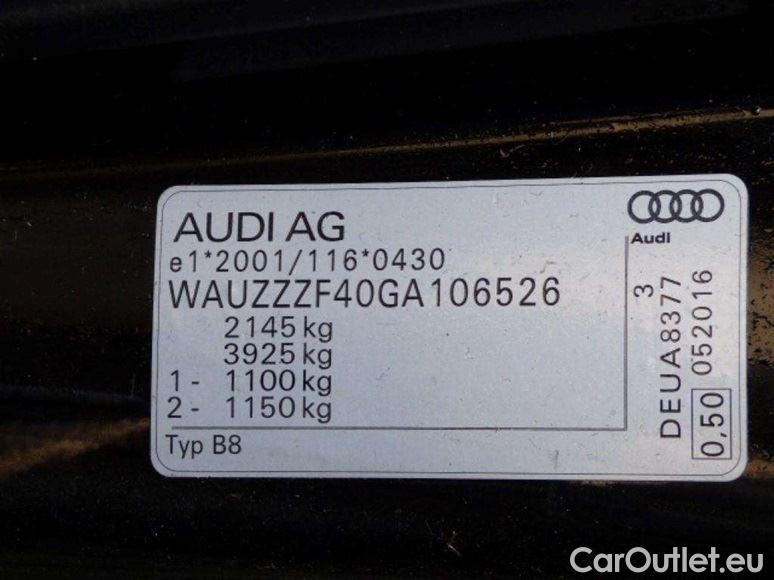 AUDI AG
e1*2001/116*0430
WAUZZZF40GA106526
2145 kg
3925 kg
1 - 1100 kg
2 - 1150 kg
Typ B8
Audi
3
DEUA8377
052016
0,50
CarOutlet.eu